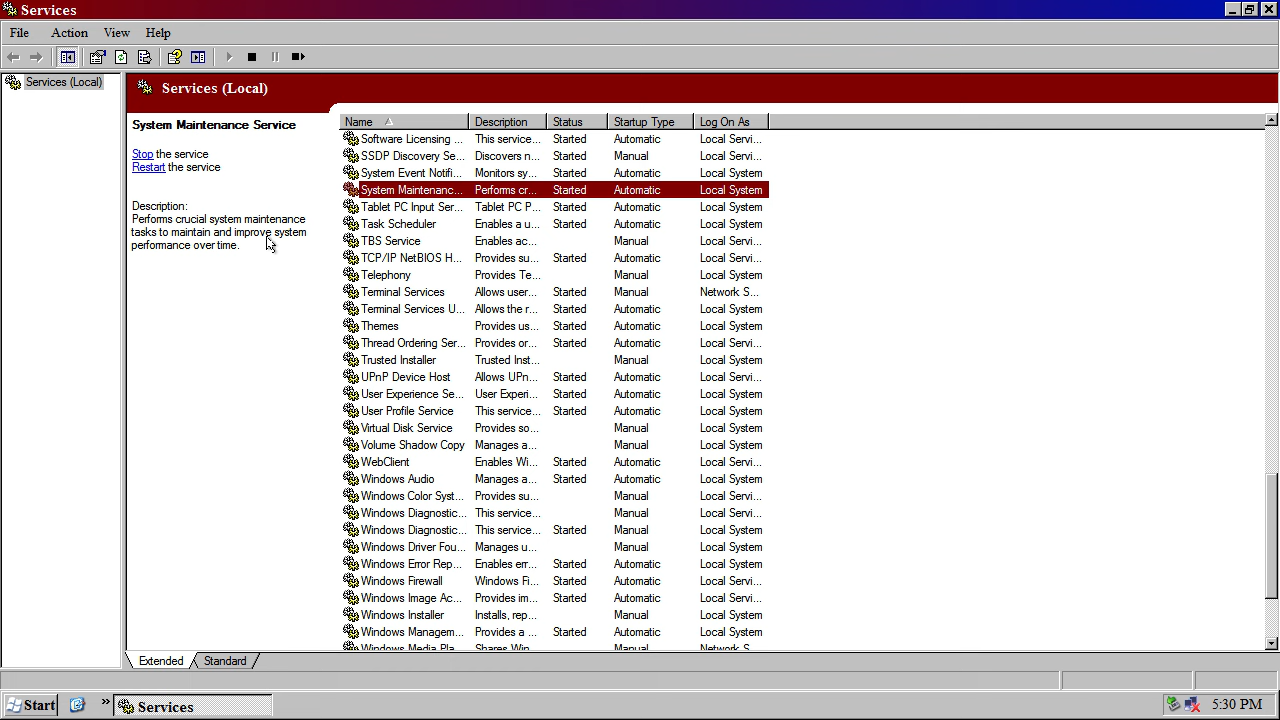 Services
File Action View Help
Services (Local)
Services (Local)
System Maintenance Service
Stop the service
Restart the service
Description:
Performs crucial system maintenance
tasks to maintain and improve system
performance over time.
Name Description Status Startup Type Log On As
Software Licensing ... This service... Started Automatic Local Servi...
SSDP Discovery Se... Discovers n... Started Manual Local Servi...
System Event Notifi... Monitors sy... Started Automatic Local System
System Maintenanc... Performs cr... Started Automatic Local System
Tablet PC Input Ser... Tablet PC P... Started Automatic Local System
Task Scheduler Enables a u... Started Automatic Local System
TBS Service Enables ac... Manual Local System
TCP/IP NetBIOS H... Provides su... Started Automatic Local Servi...
Telephony Provides Te... Manual Local System
Terminal Services Allows user... Started Manual Network S...
Terminal Services U... Allows the r... Started Automatic Local System
Themes Provides us... Started Automatic Local System
Thread Ordering Ser... Provides or... Started Automatic Local Servi...
Trusted Installer Trusted Inst... Manual Local System
UPnP Device Host Allows UPn... Started Automatic Local Servi...
User Experience Se... User Experi... Started Automatic Local System
User Profile Service This service... Started Automatic Local System
Virtual Disk Service Provides so... Manual Local System
Volume Shadow Copy Manages a... Manual Local System
WebClient Enables Wi... Started Automatic Local Servi...
Windows Audio Manages a... Started Automatic Local System
Windows Color Syst... Provides su... Manual Local Servi...
Windows Diagnostic... This service... Manual Local Servi...
Windows Diagnostic... This service... Started Manual Local System
Windows Driver Fou... Manages u... Manual Local System
Windows Error Rep... Enables err... Started Automatic Local System
Windows Firewall Windows Fi... Started Automatic Local Servi...
Windows Image Ac... Provides im... Started Automatic Local Servi...
Windows Installer Installs, rep... Manual Local System
Windows Managem... Provides a ... Started Automatic Local System
Windows Media Pla... Shares Win... Manual Network S...
Extended Standard
Start Services 5:30 PM